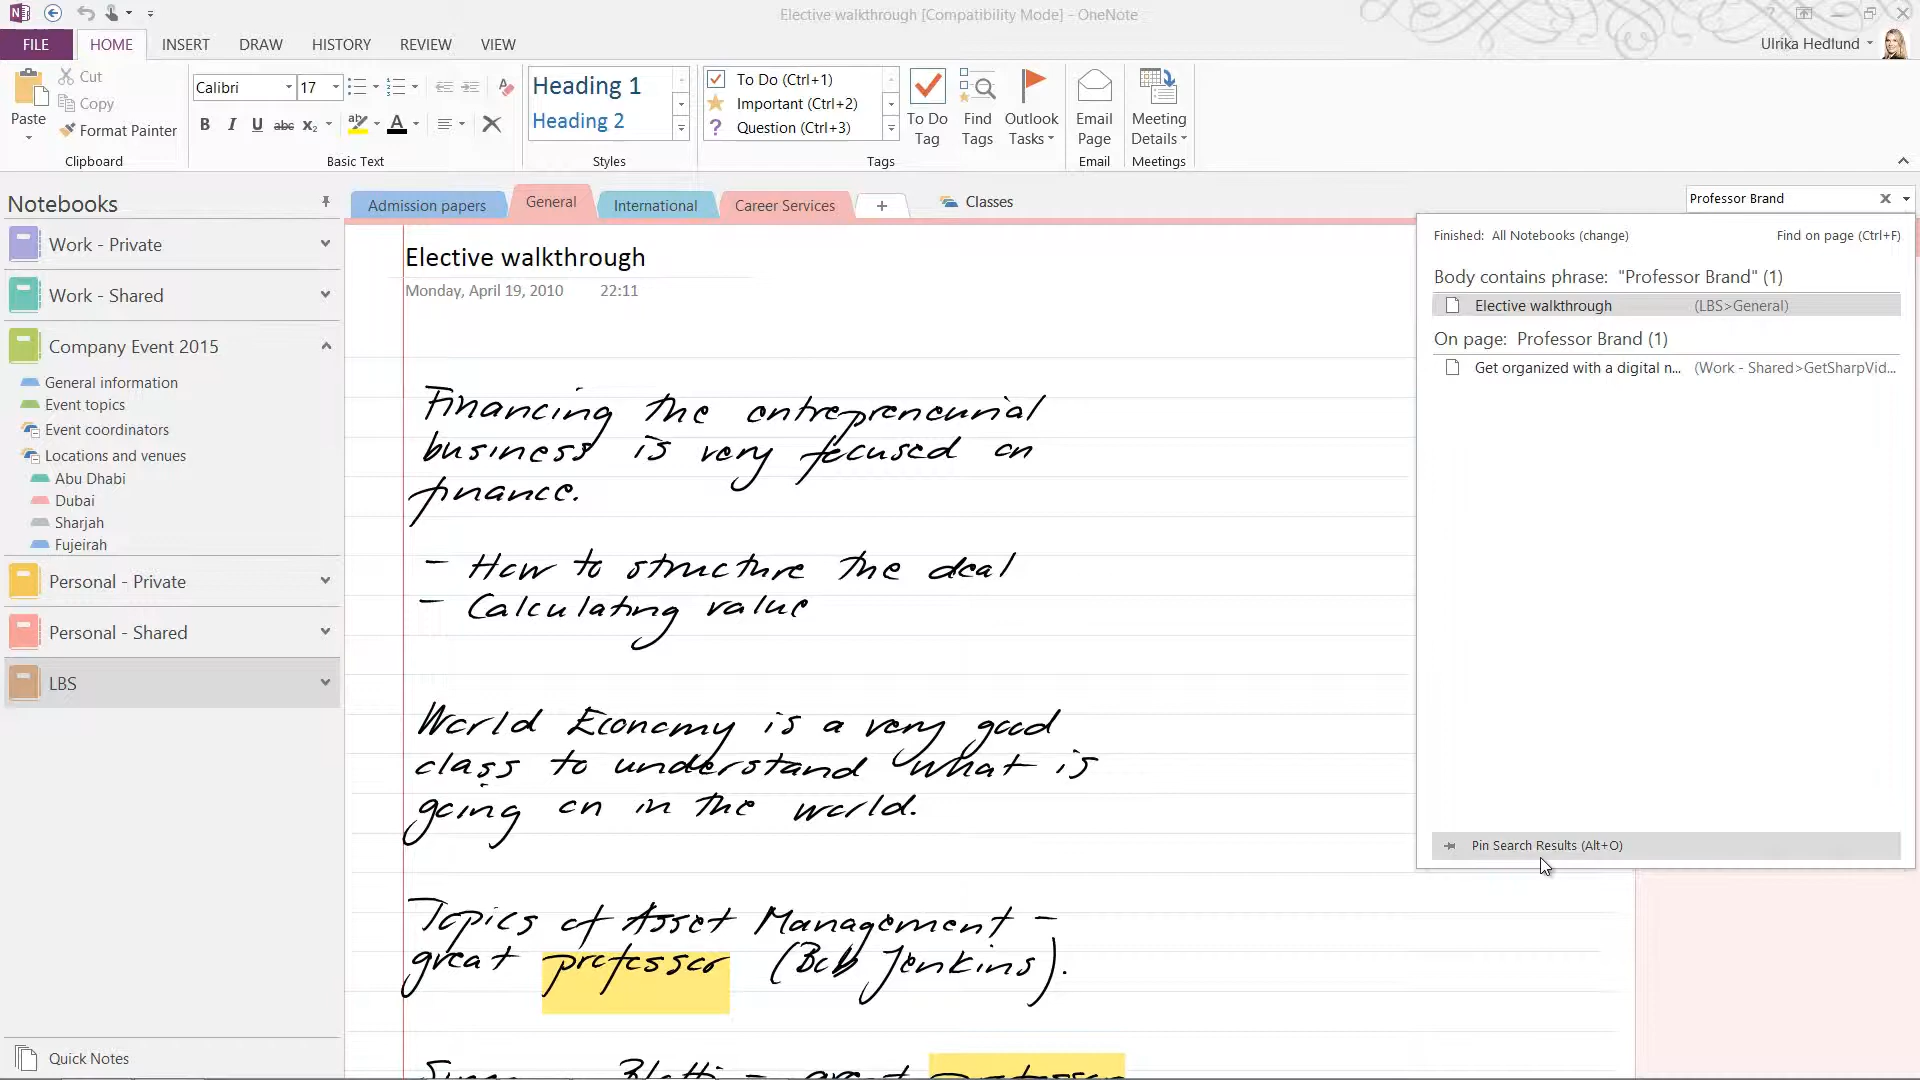 Elective walkthrough [Compatibility Mode] - OneNote
FILE HOME INSERT DRAW HISTORY REVIEW VIEW
Ulrika Hedlund
Paste
Cut
Copy
Format Painter
Clipboard
Calibri 17
B I U abc x₂ ab A
Basic Text
Heading 1
Heading 2
Styles
To Do (Ctrl+1)
Important (Ctrl+2)
Question (Ctrl+3)
To Do
Tag
Find
Tags
Outlook
Tasks
Tags
Email
Page
Email
Meeting
Details
Meetings
Notebooks
Work - Private
Work - Shared
Company Event 2015
General information
Event topics
Event coordinators
Locations and venues
Abu Dhabi
Dubai
Sharjah
Fujeirah
Personal - Private
Personal - Shared
LBS
Quick Notes
Admission papers General International Career Services + Classes
Elective walkthrough
Monday, April 19, 2010 22:11
Financing the entrepreneurial
business is very focused on
finance.
- How to structure the deal
- Calculating value
World Economy is a very good
class to understand what is
going on in the world.
Topics of Asset Management -
great professor (Bob Jenkins).
great professor
Professor Brand
Finished: All Notebooks (change) Find on page (Ctrl+F)
Body contains phrase: "Professor Brand" (1)
Elective walkthrough (LBS>General)
On page: Professor Brand (1)
Get organized with a digital n... (Work - Shared>GetSharpVid...
Pin Search Results (Alt+O)